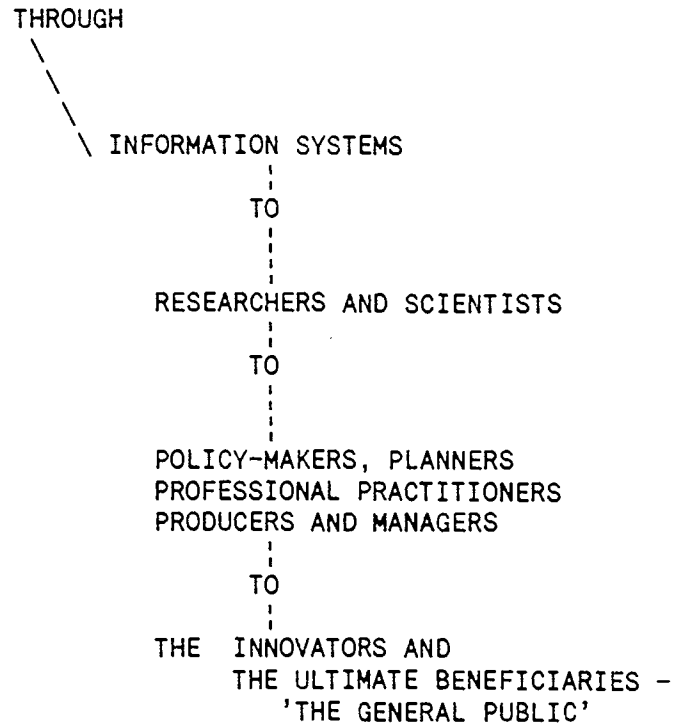 THROUGH
INFORMATION SYSTEMS
TO
RESEARCHERS AND SCIENTISTS
TO
POLICY-MAKERS, PLANNERS
PROFESSIONAL PRACTITIONERS
PRODUCERS AND MANAGERS
TO
THE INNOVATORS AND
THE ULTIMATE BENEFICIARIES -
'THE GENERAL PUBLIC'